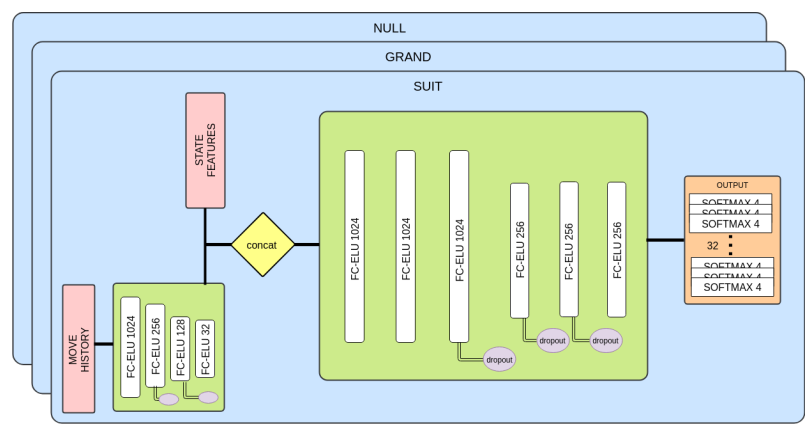 NULL
GRAND
SUIT
STATE
FEATURES
MOVE
HISTORY
FC-ELU 1024
FC-ELU 256
FC-ELU 128
FC-ELU 32
concat
FC-ELU 1024
FC-ELU 1024
FC-ELU 1024
FC-ELU 256
FC-ELU 256
FC-ELU 256
dropout
dropout
dropout
OUTPUT
SOFTMAX 4
SOFTMAX 4
SOFTMAX 4
32
SOFTMAX 4
SOFTMAX 4
SOFTMAX 4